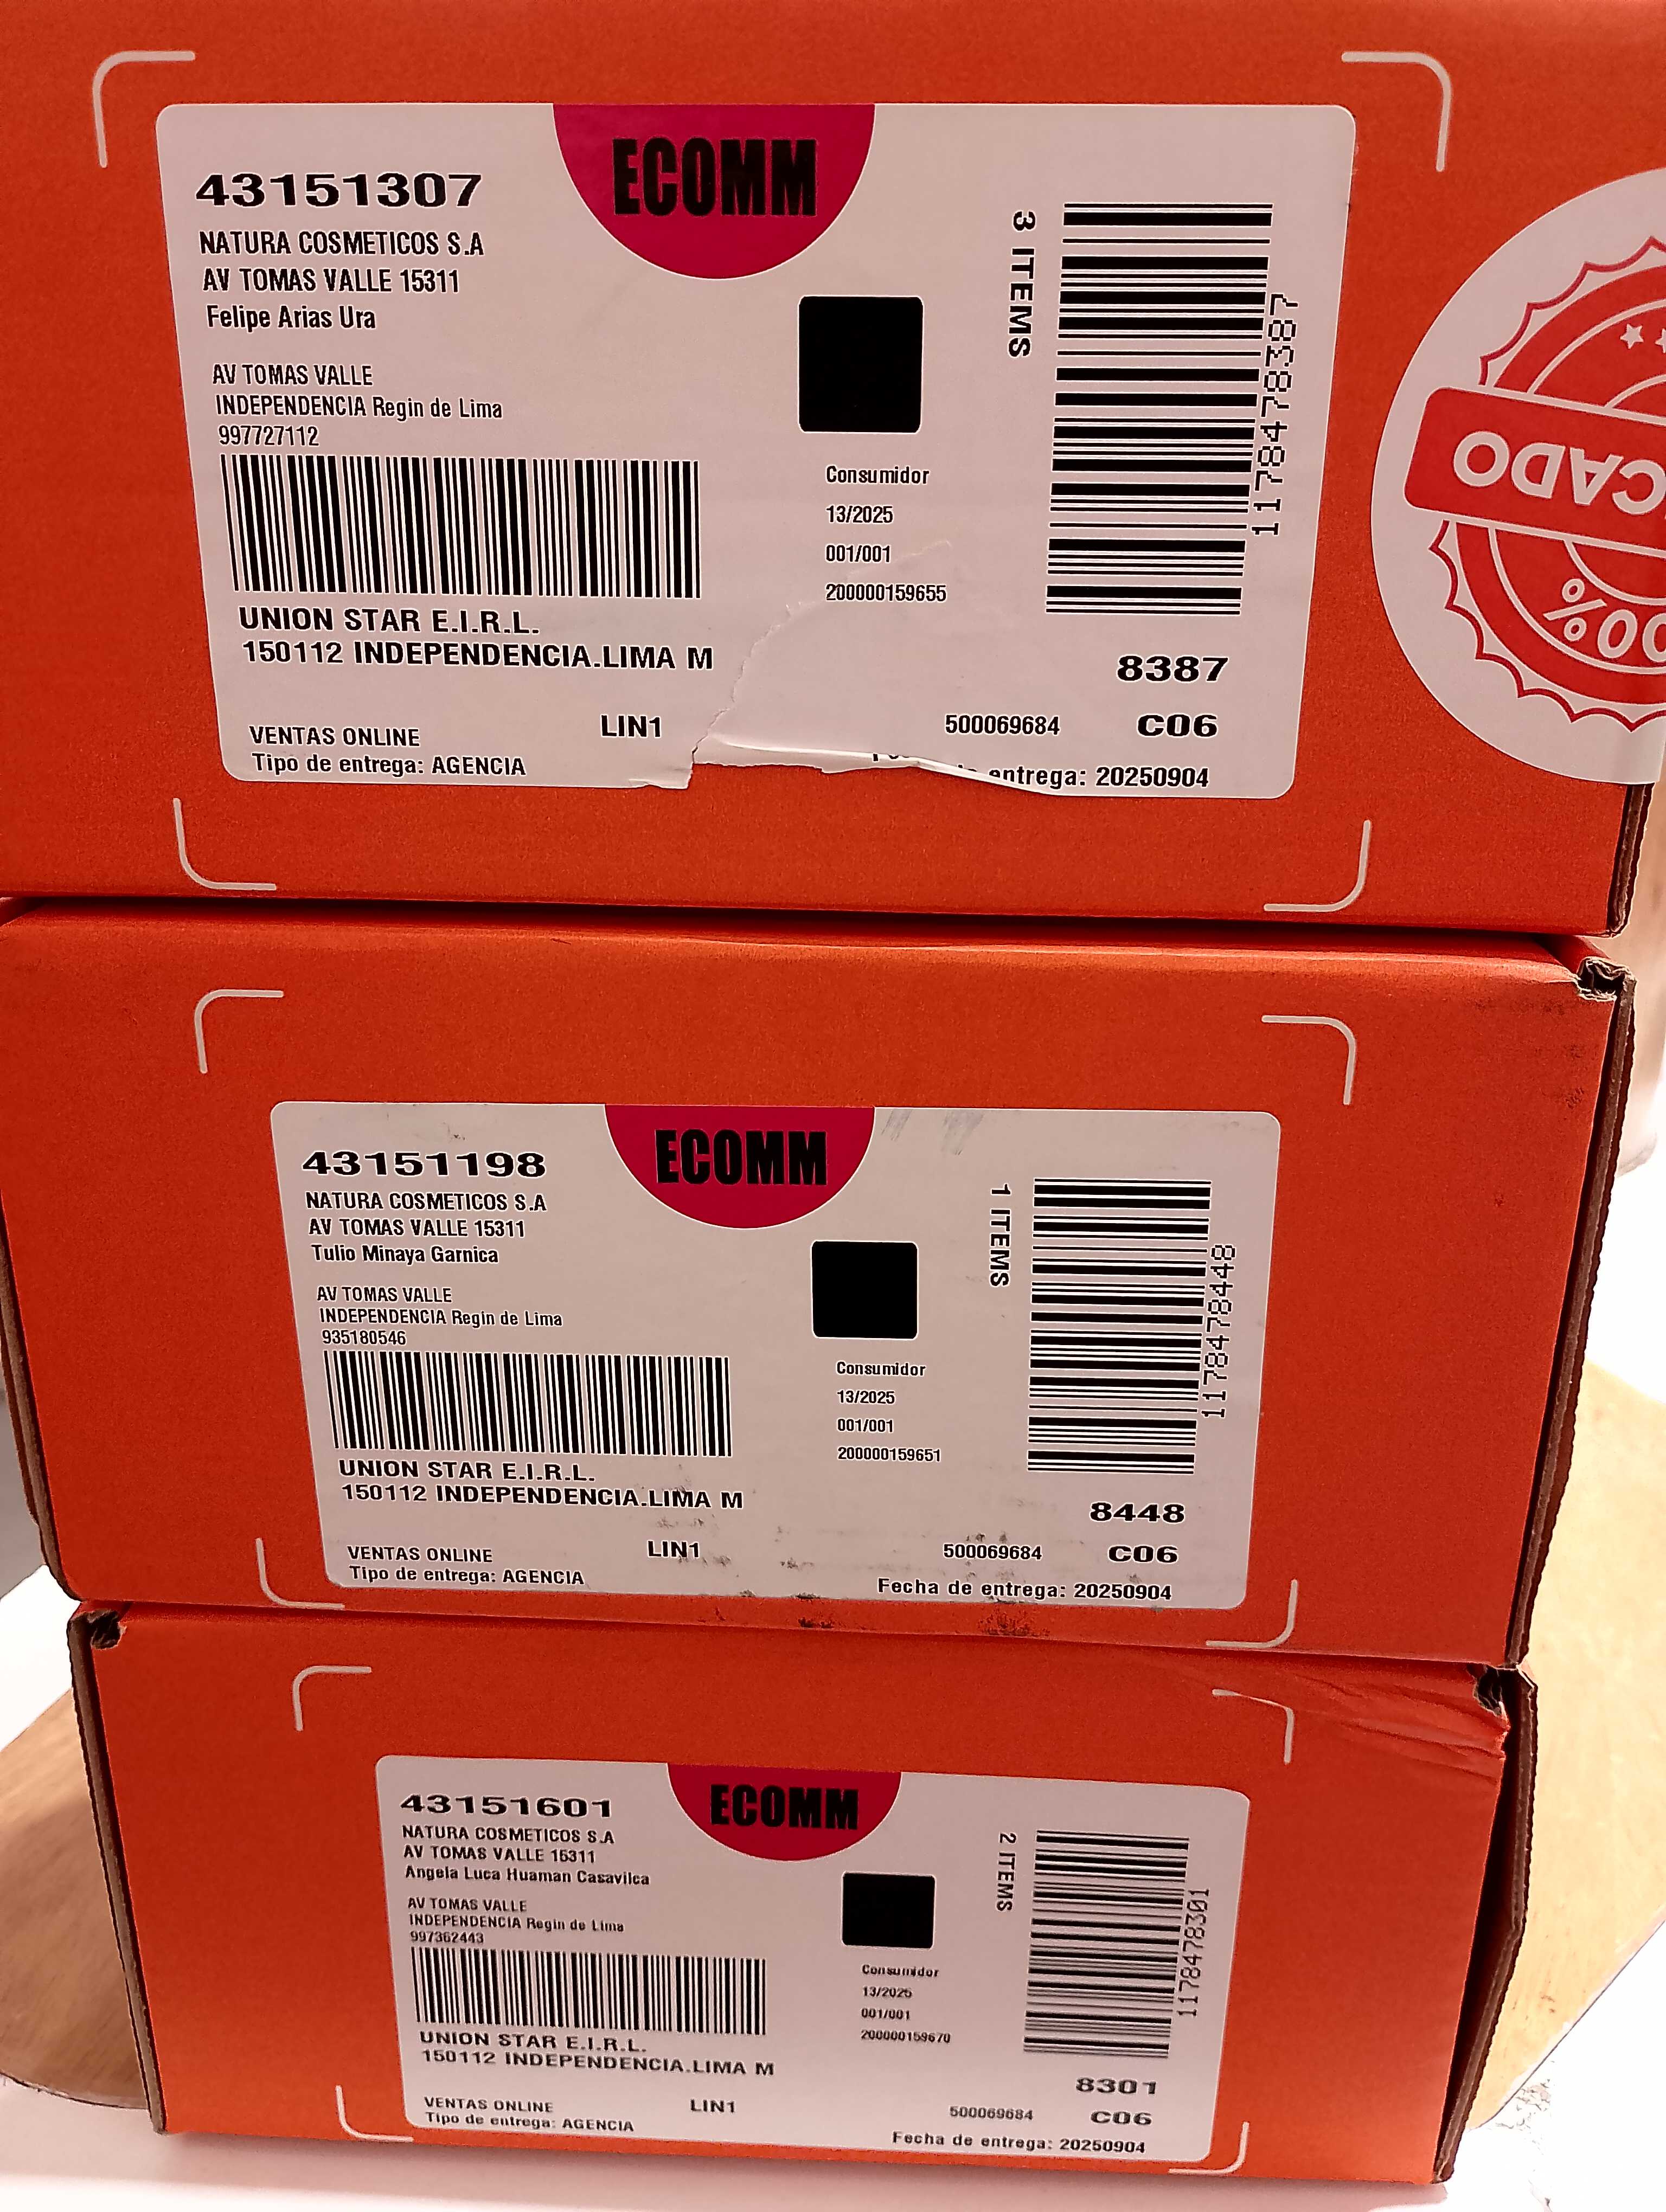 ECOMM
43151307
NATURA COSMETICOS S.A
AV TOMAS VALLE 15311
Felipe Arias Ura
AV TOMAS VALLE
INDEPENDENCIA Regin de Lima
997727112
3 ITEMS
1178478387
Consumidor
13/2025
001/001
200000159655
UNION STAR E.I.R.L.
150112 INDEPENDENCIA.LIMA M
8387
VENTAS ONLINE
LIN1
500069684
C06
Tipo de entrega: AGENCIA
entrega: 20250904
ECOMM
43151198
NATURA COSMETICOS S.A
AV TOMAS VALLE 15311
Tulio Minaya Garnica
AV TOMAS VALLE
INDEPENDENCIA Regin de Lima
935180546
1 ITEMS
1178478448
Consumidor
13/2025
001/001
200000159651
UNION STAR E.I.R.L.
150112 INDEPENDENCIA.LIMA M
8448
VENTAS ONLINE
LIN1
500069684
C06
Tipo de entrega: AGENCIA
Fecha de entrega: 20250904
ECOMM
43151601
NATURA COSMETICOS S.A
AV TOMAS VALLE 15311
Angela Luca Huaman Casavilca
AV TOMAS VALLE
INDEPENDENCIA Regin de Lima
997362443
2 ITEMS
1178478301
Consumidor
13/2025
001/001
200000159670
UNION STAR E.I.R.L.
150112 INDEPENDENCIA.LIMA M
8301
VENTAS ONLINE
LIN1
500069684
C06
Tipo de entrega: AGENCIA
Fecha de entrega: 20250904